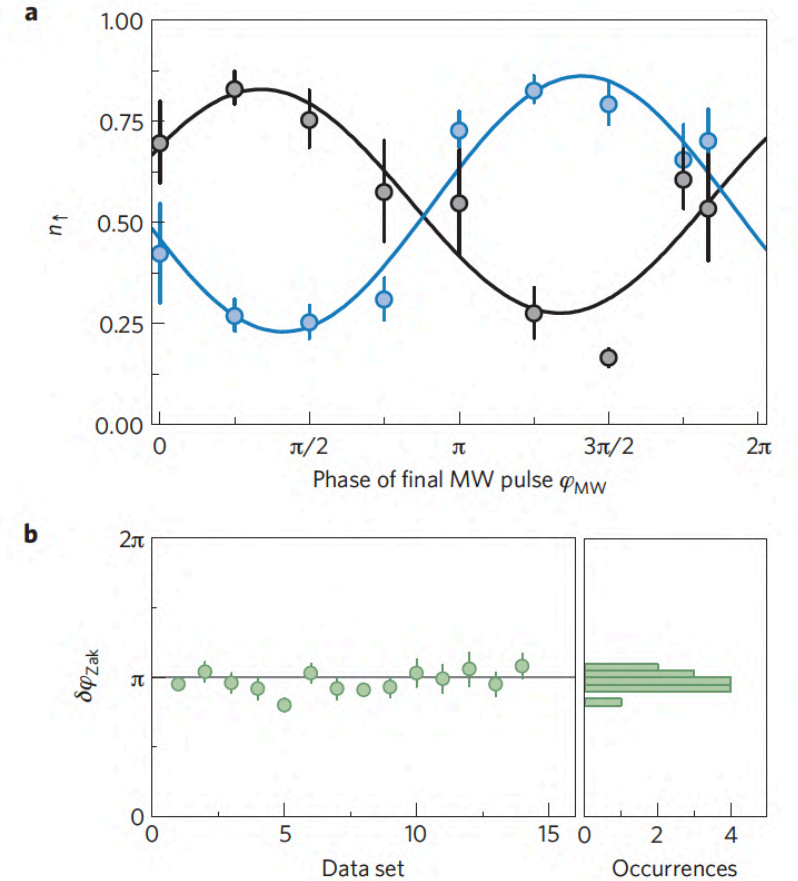 a
1.00
0.75
0.50
0.25
0.00
n↑
0 π/2 π 3π/2 2π
Phase of final MW pulse φMW
b
2π
π
0
δφZak
0 5 10 15
Data set
0 2 4
Occurrences